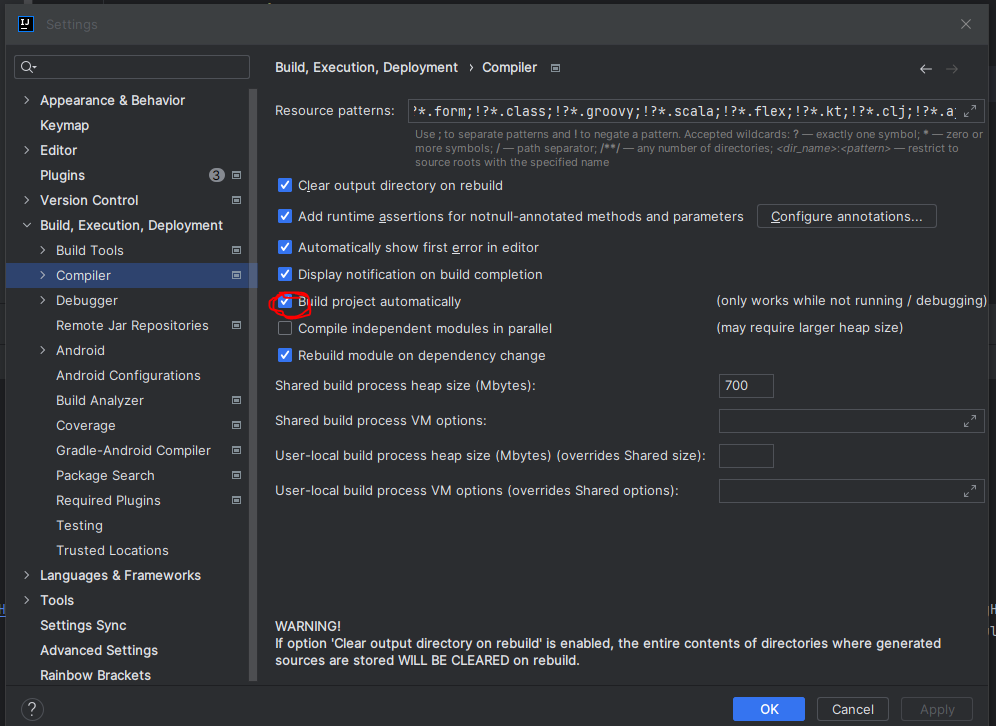 IJ
Settings
Build, Execution, Deployment › Compiler
Appearance & Behavior
Keymap
Editor
Plugins 3
Version Control
Build, Execution, Deployment
Build Tools
Compiler
Debugger
Remote Jar Repositories
Android
Android Configurations
Build Analyzer
Coverage
Gradle-Android Compiler
Package Search
Required Plugins
Testing
Trusted Locations
Languages & Frameworks
Tools
Settings Sync
Advanced Settings
Rainbow Brackets
Resource patterns: ?*.form;!?*.class;!?*.groovy;!?*.scala;!?*.flex;!?*.kt;!?*.clj;!?*.a
Use ; to separate patterns and ! to negate a pattern. Accepted wildcards: ? — exactly one symbol; * — zero or
more symbols; / — path separator; /**/ — any number of directories; <dir_name>:<pattern> — restrict to
source roots with the specified name
Clear output directory on rebuild
Add runtime assertions for notnull-annotated methods and parameters Configure annotations...
Automatically show first error in editor
Display notification on build completion
Build project automatically (only works while not running / debugging)
Compile independent modules in parallel (may require larger heap size)
Rebuild module on dependency change
Shared build process heap size (Mbytes): 700
Shared build process VM options:
User-local build process heap size (Mbytes) (overrides Shared size):
User-local build process VM options (overrides Shared options):
WARNING!
If option 'Clear output directory on rebuild' is enabled, the entire contents of directories where generated
sources are stored WILL BE CLEARED on rebuild.
? OK Cancel Apply